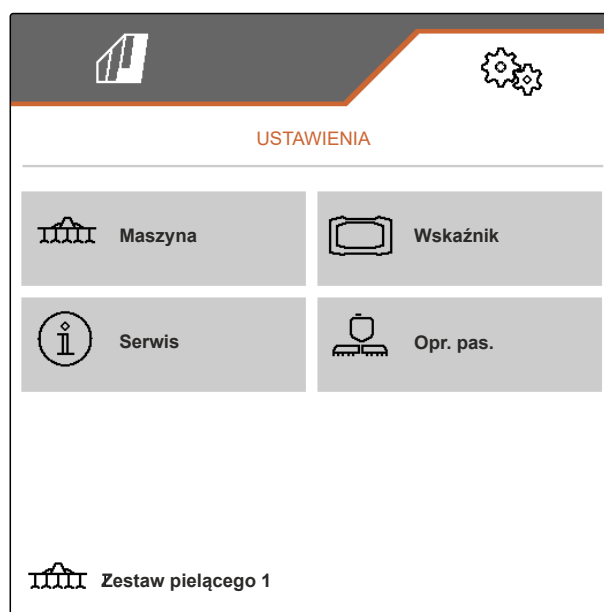 USTAWIENIA
Maszyna
Wskaźnik
Serwis
Opr. pas.
Zestaw pielącego 1